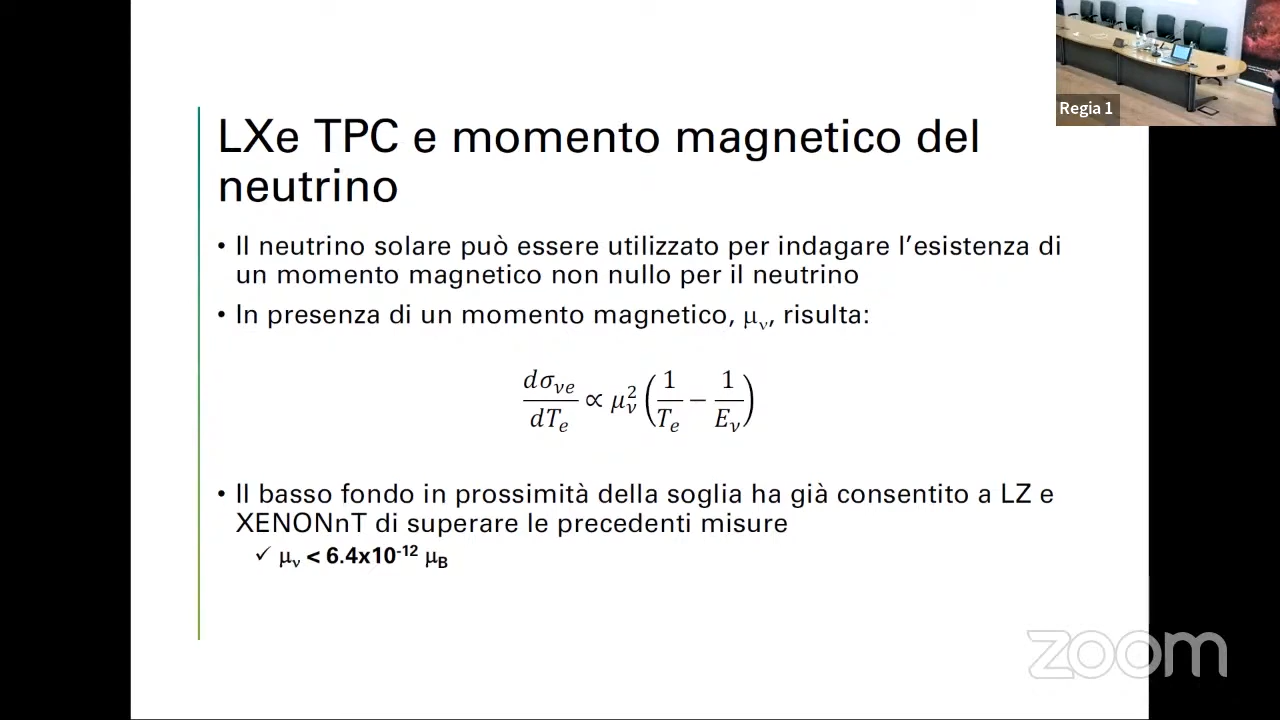 Regia 1
LXe TPC e momento magnetico del
neutrino
• Il neutrino solare può essere utilizzato per indagare l’esistenza di
un momento magnetico non nullo per il neutrino
• In presenza di un momento magnetico, μν, risulta:
dσνe/dTe ∝ μν² (1/Te − 1/Eν)
• Il basso fondo in prossimità della soglia ha già consentito a LZ e
XENONnT di superare le precedenti misure
✓ μν < 6.4x10⁻¹² μB
zoom